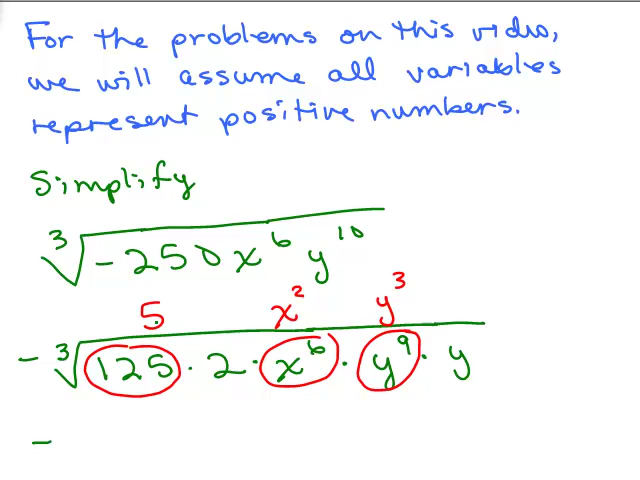 For the problems on this video,
we will assume all variables
represent positive numbers.
Simplify
∛(-250x⁶y¹⁰)
5 x² y³
-∛(125 · 2 · x⁶ · y⁹ · y)
-